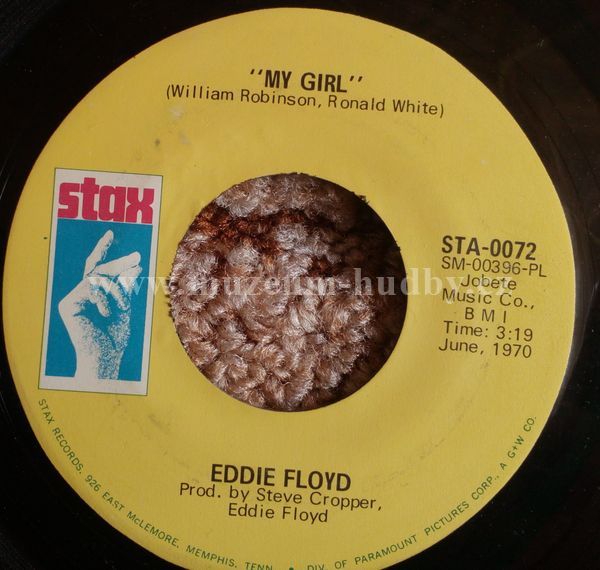 "MY GIRL"
(William Robinson, Ronald White)
stax
STA-0072
SM-00396-PL
Jobete
Music Co.,
BMI
Time: 3:19
June, 1970
www.muzeum-hudby.cz
EDDIE FLOYD
Prod. by Steve Cropper,
Eddie Floyd
STAX RECORDS, 926 EAST McLEMORE, MEMPHIS, TENN. • DIV. OF PARAMOUNT PICTURES CORP., A G+W CO.